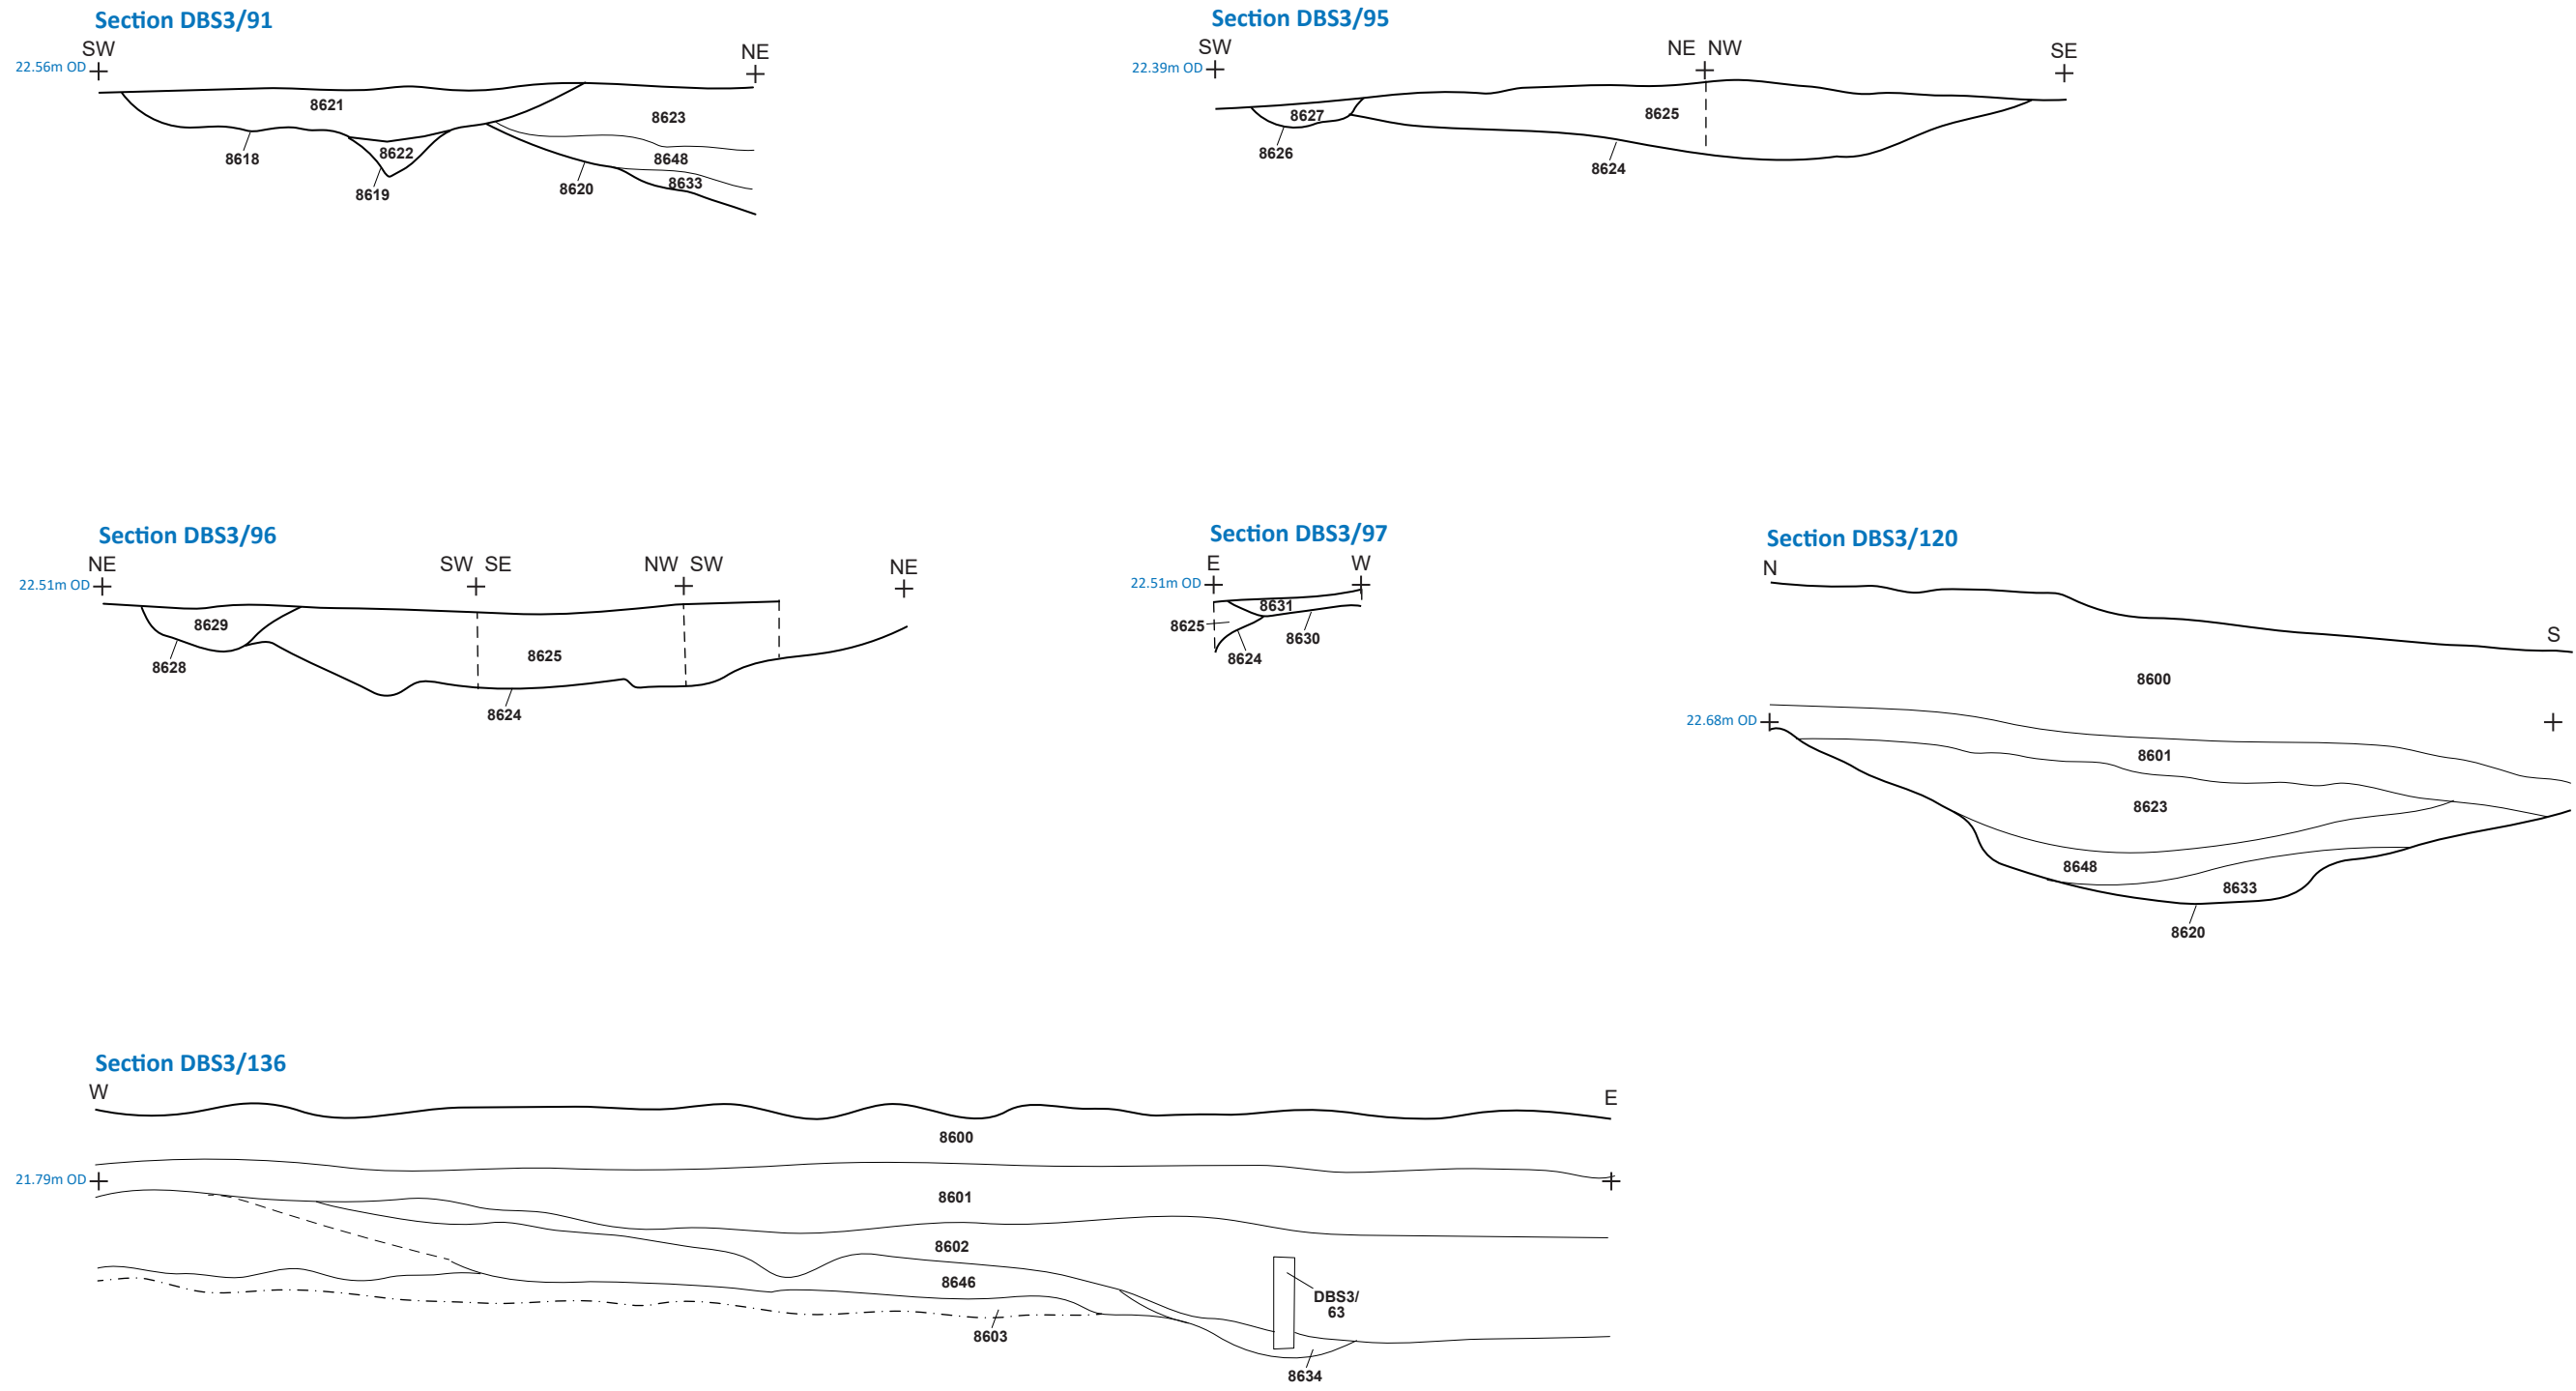 Section DBS3/91
SW
NE
22.56m OD
8621
8623
8622
8618
8648
8633
8620
8619
Section DBS3/95
SW
NE NW
SE
22.39m OD
8627
8625
8626
8624
Section DBS3/96
NE
SW SE
NW SW
NE
22.51m OD
8629
8625
8628
8624
Section DBS3/97
E
W
22.51m OD
8631
8625
8630
8624
Section DBS3/120
N
S
8600
22.68m OD
8601
8623
8648
8633
8620
Section DBS3/136
W
E
8600
21.79m OD
8601
8602
8646
DBS3/
63
8603
8634